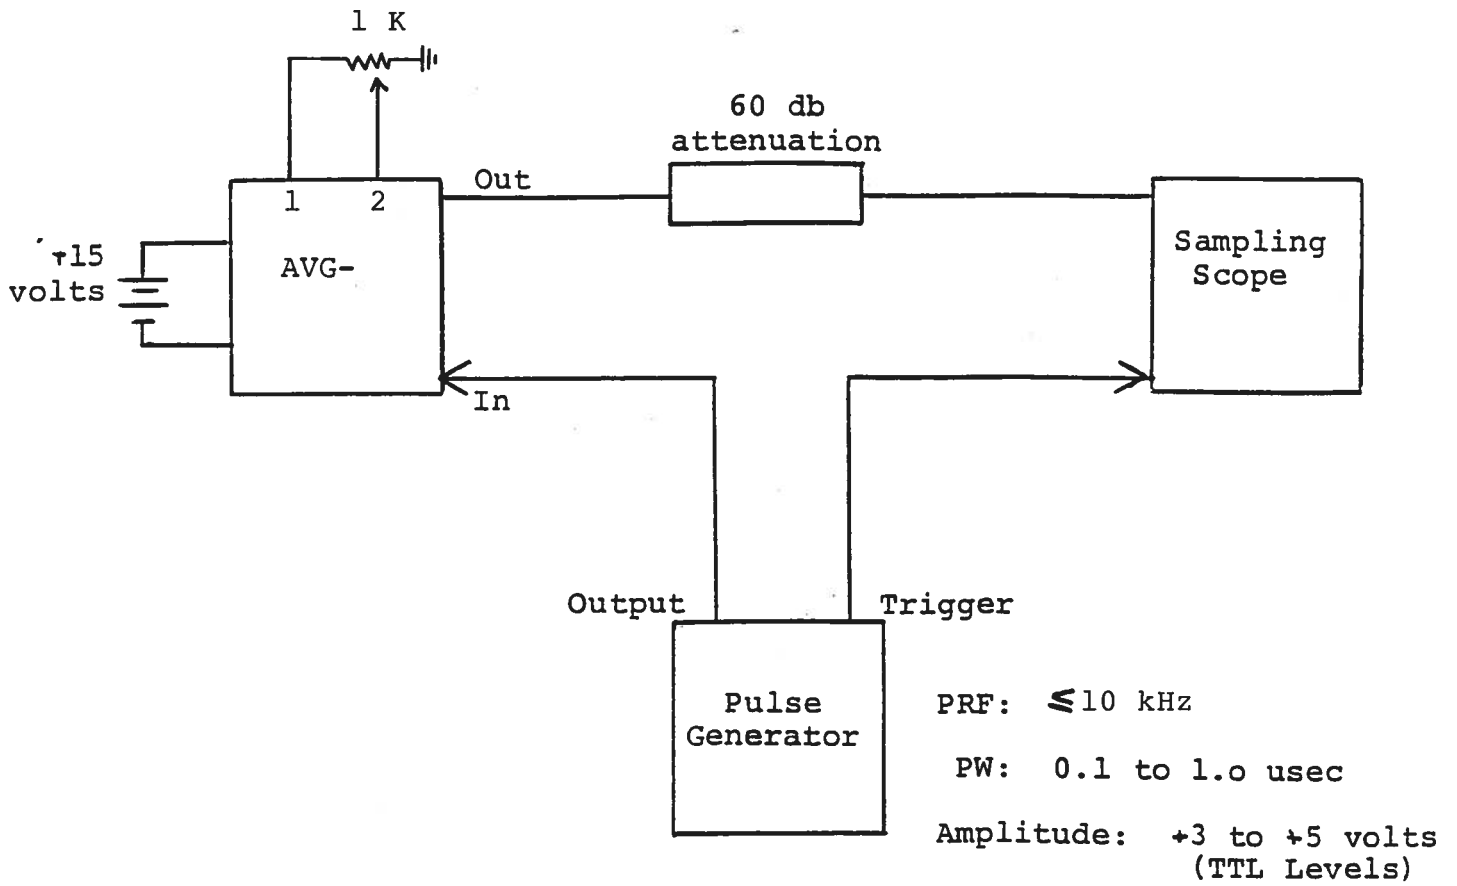 1 K
60 db
attenuation
Out
1 2
AVG-
+15
volts
In
Sampling
Scope
Output
Trigger
Pulse
Generator
PRF: ≤10 kHz
PW: 0.1 to 1.o usec
Amplitude: +3 to +5 volts
(TTL Levels)